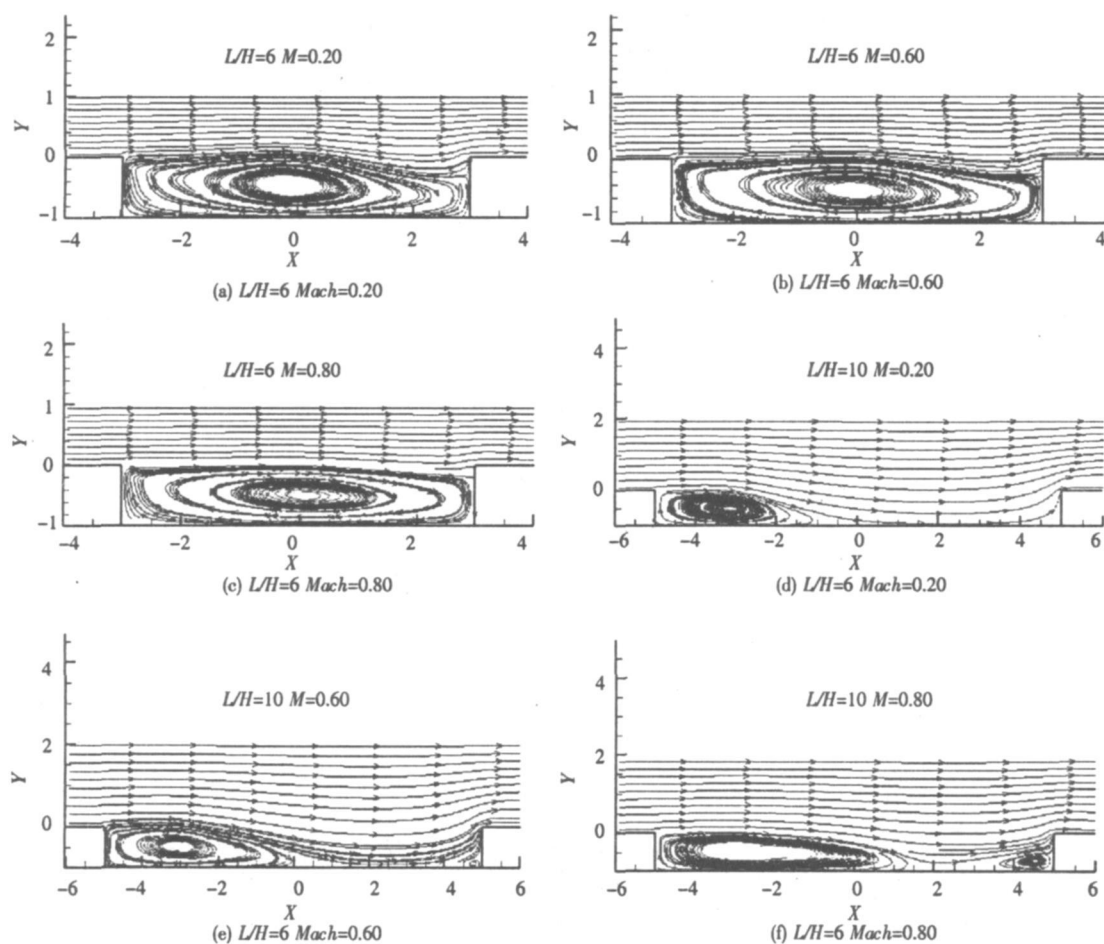 L/H=6 M=0.20
2
1
0
-1
Y
-4
-2
0
2
4
X
(a) L/H=6 Mach=0.20
L/H=6 M=0.60
2
1
0
-1
Y
-4
-2
0
2
4
X
(b) L/H=6 Mach=0.60
L/H=6 M=0.80
2
1
0
-1
Y
-4
-2
0
2
4
X
(c) L/H=6 Mach=0.80
L/H=10 M=0.20
4
2
0
Y
-6
-4
-2
0
2
4
6
X
(d) L/H=6 Mach=0.20
L/H=10 M=0.60
4
2
0
Y
-6
-4
-2
0
2
4
6
X
(e) L/H=6 Mach=0.60
L/H=10 M=0.80
4
2
0
Y
-6
-4
-2
0
2
4
6
X
(f) L/H=6 Mach=0.80